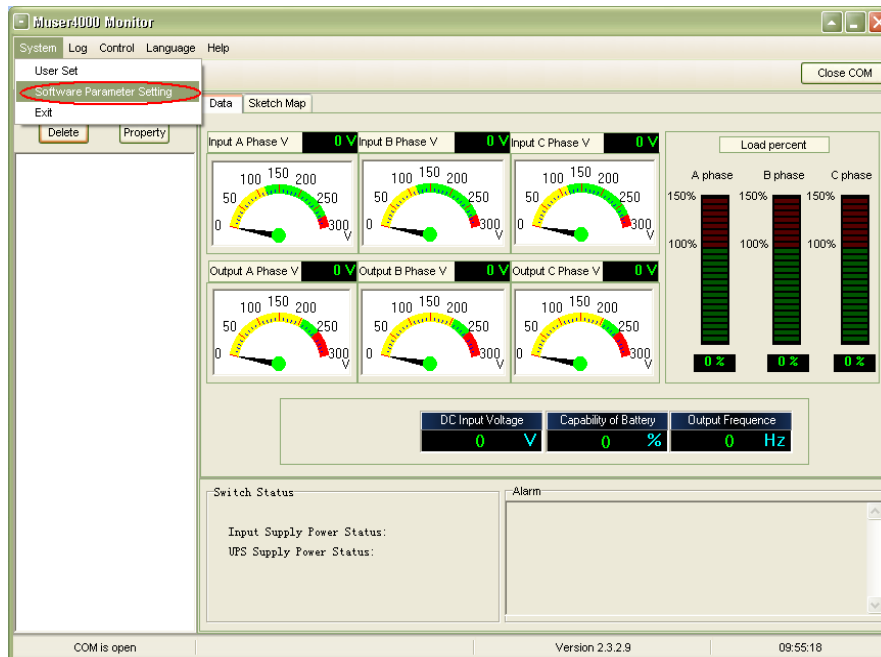 Muser4000 Monitor
System Log Control Language Help
User Set
Software Parameter Setting
Exit
Close COM
Delete Property
Data Sketch Map
Input A Phase V 0 V Input B Phase V 0 V Input C Phase V 0 V
0 50 100 150 200 250 300 V
0 50 100 150 200 250 300 V
0 50 100 150 200 250 300 V
Output A Phase V 0 V Output B Phase V 0 V Output C Phase V 0 V
0 50 100 150 200 250 300 V
0 50 100 150 200 250 300 V
0 50 100 150 200 250 300 V
Load percent
A phase B phase C phase
150% 150% 150%
100% 100% 100%
0 % 0 % 0 %
DC Input Voltage Capability of Battery Output Frequence
0 V 0 % 0 Hz
Switch Status
Input Supply Power Status:
UPS Supply Power Status:
Alarm
COM is open Version 2.3.2.9 09:55:18